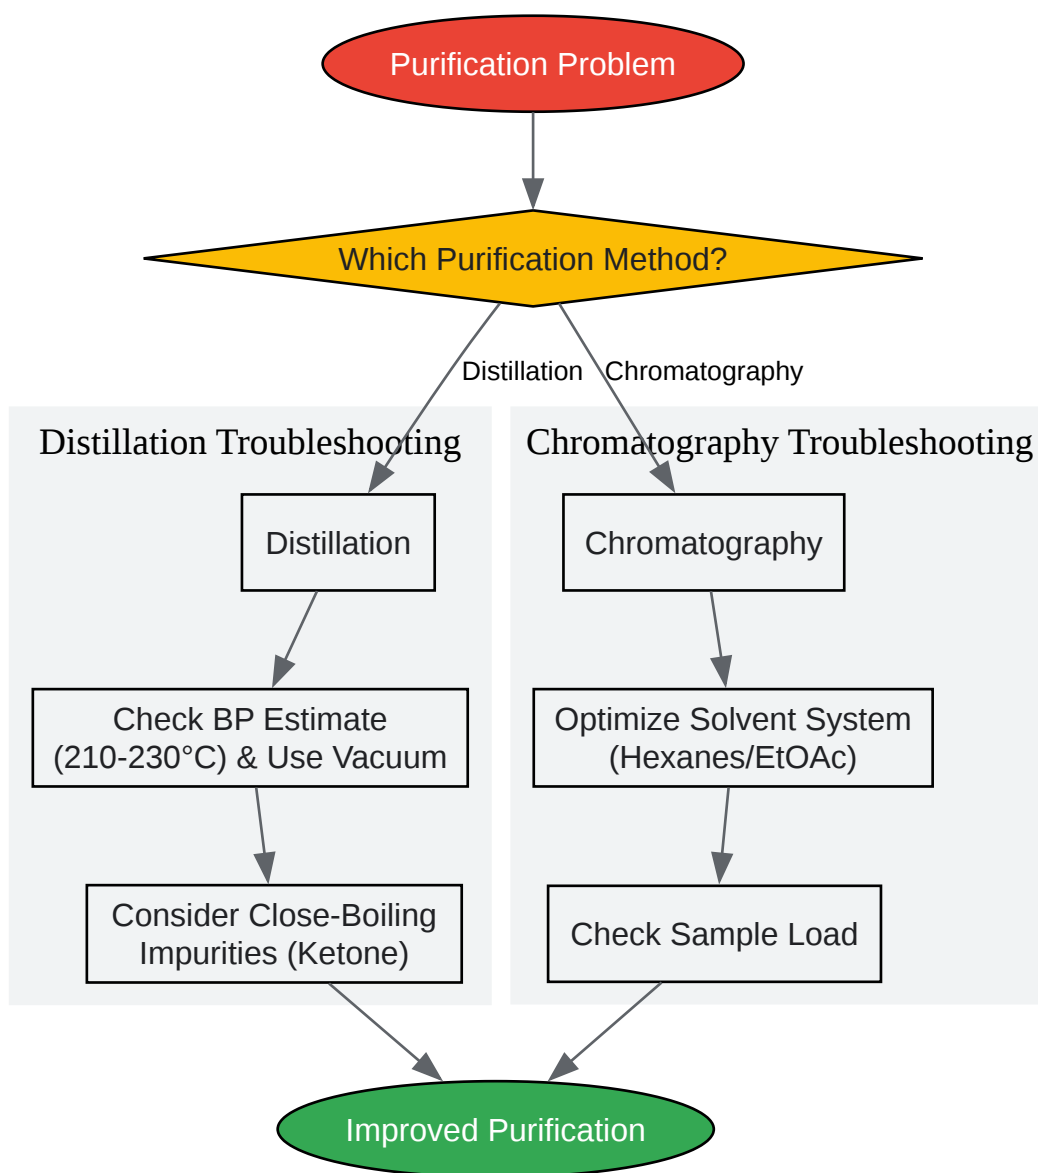 Purification Problem
Which Purification Method?
Distillation
Chromatography
Distillation Troubleshooting
Chromatography Troubleshooting
Distillation
Chromatography
Check BP Estimate
(210-230°C) & Use Vacuum
Optimize Solvent System
(Hexanes/EtOAc)
Consider Close-Boiling
Impurities (Ketone)
Check Sample Load
Improved Purification